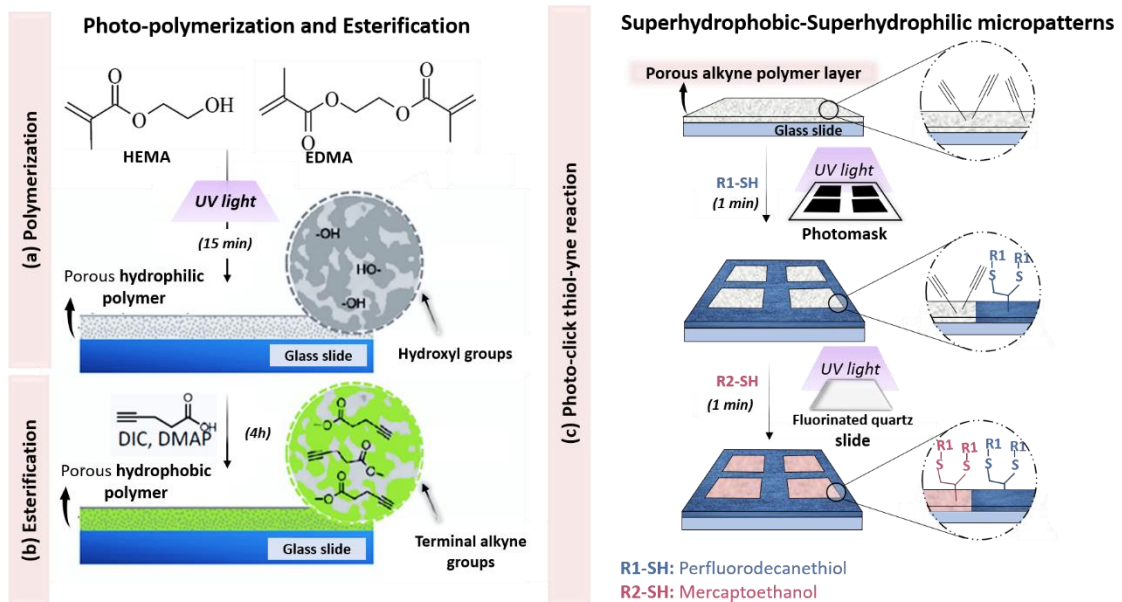 Photo-polymerization and Esterification
(a) Polymerization
O
O
OH
HEMA
O
O
O
O
EDMA
UV light
(15 min)
Porous hydrophilic
polymer
-OH
HO-
-OH
Glass slide
Hydroxyl groups
(b) Esterification
O
OH
DIC, DMAP
(4h)
Porous hydrophobic
polymer
O
O
O
O
O
O
Glass slide
Terminal alkyne
groups
Superhydrophobic-Superhydrophilic micropatterns
(c) Photo-click thiol-yne reaction
Porous alkyne polymer layer
Glass slide
R1-SH
(1 min)
UV light
Photomask
R1 R1
S S
R2-SH
(1 min)
UV light
Fluorinated quartz
slide
R1 R1 R1 R1
S S S S
R1-SH: Perfluorodecanethiol
R2-SH: Mercaptoethanol